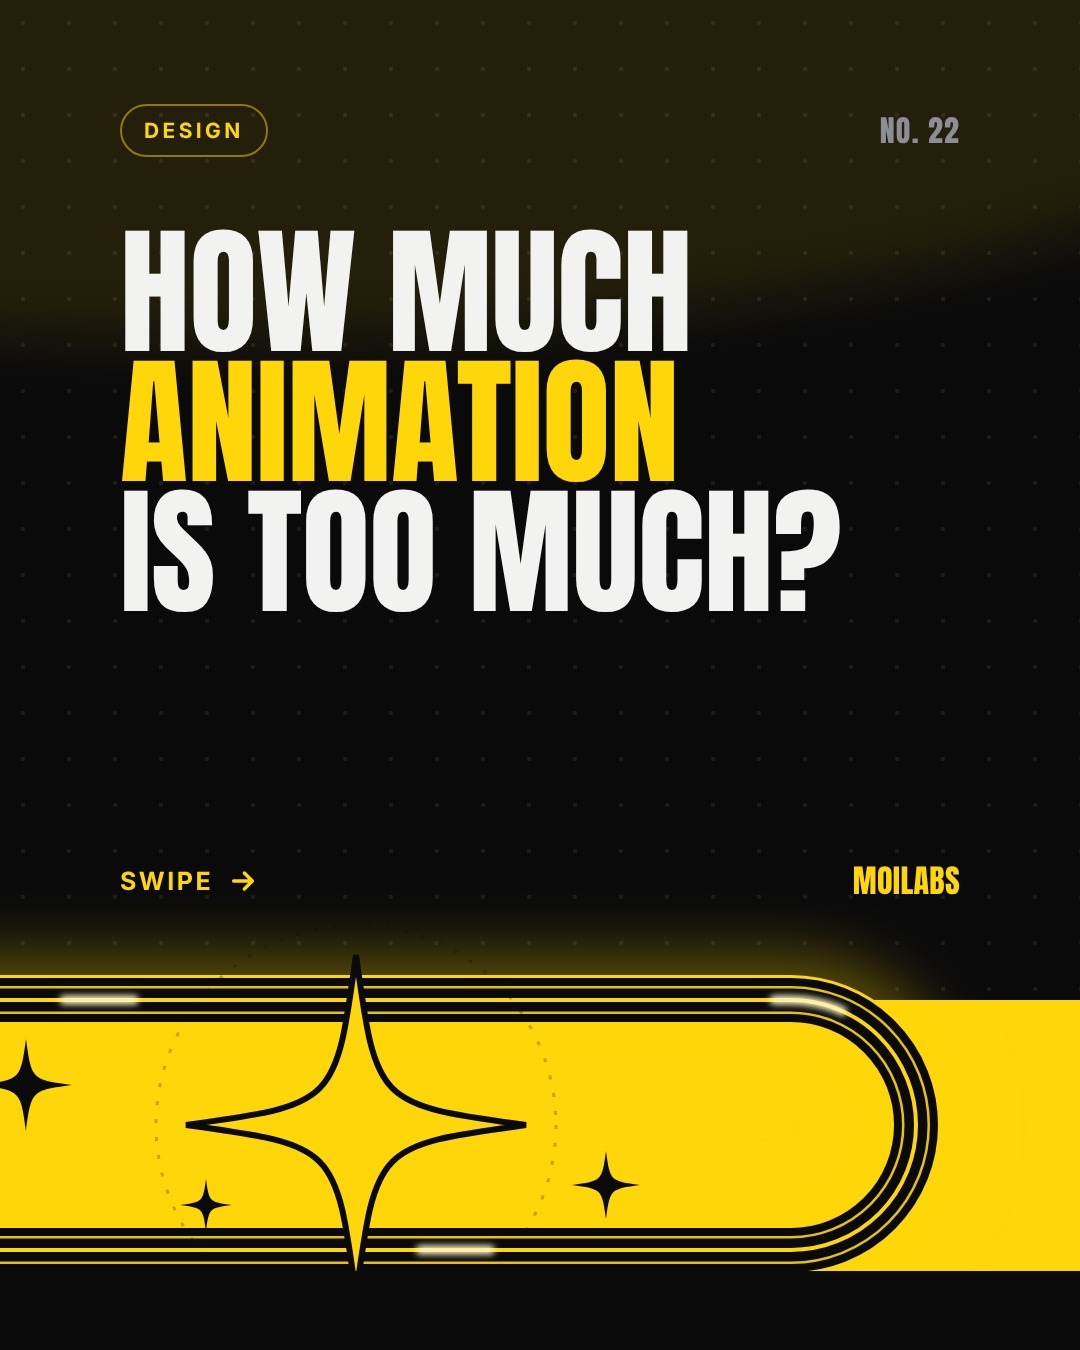 DESIGN
NO. 22
HOW MUCH
ANIMATION
IS TOO MUCH?
SWIPE →
MOILABS